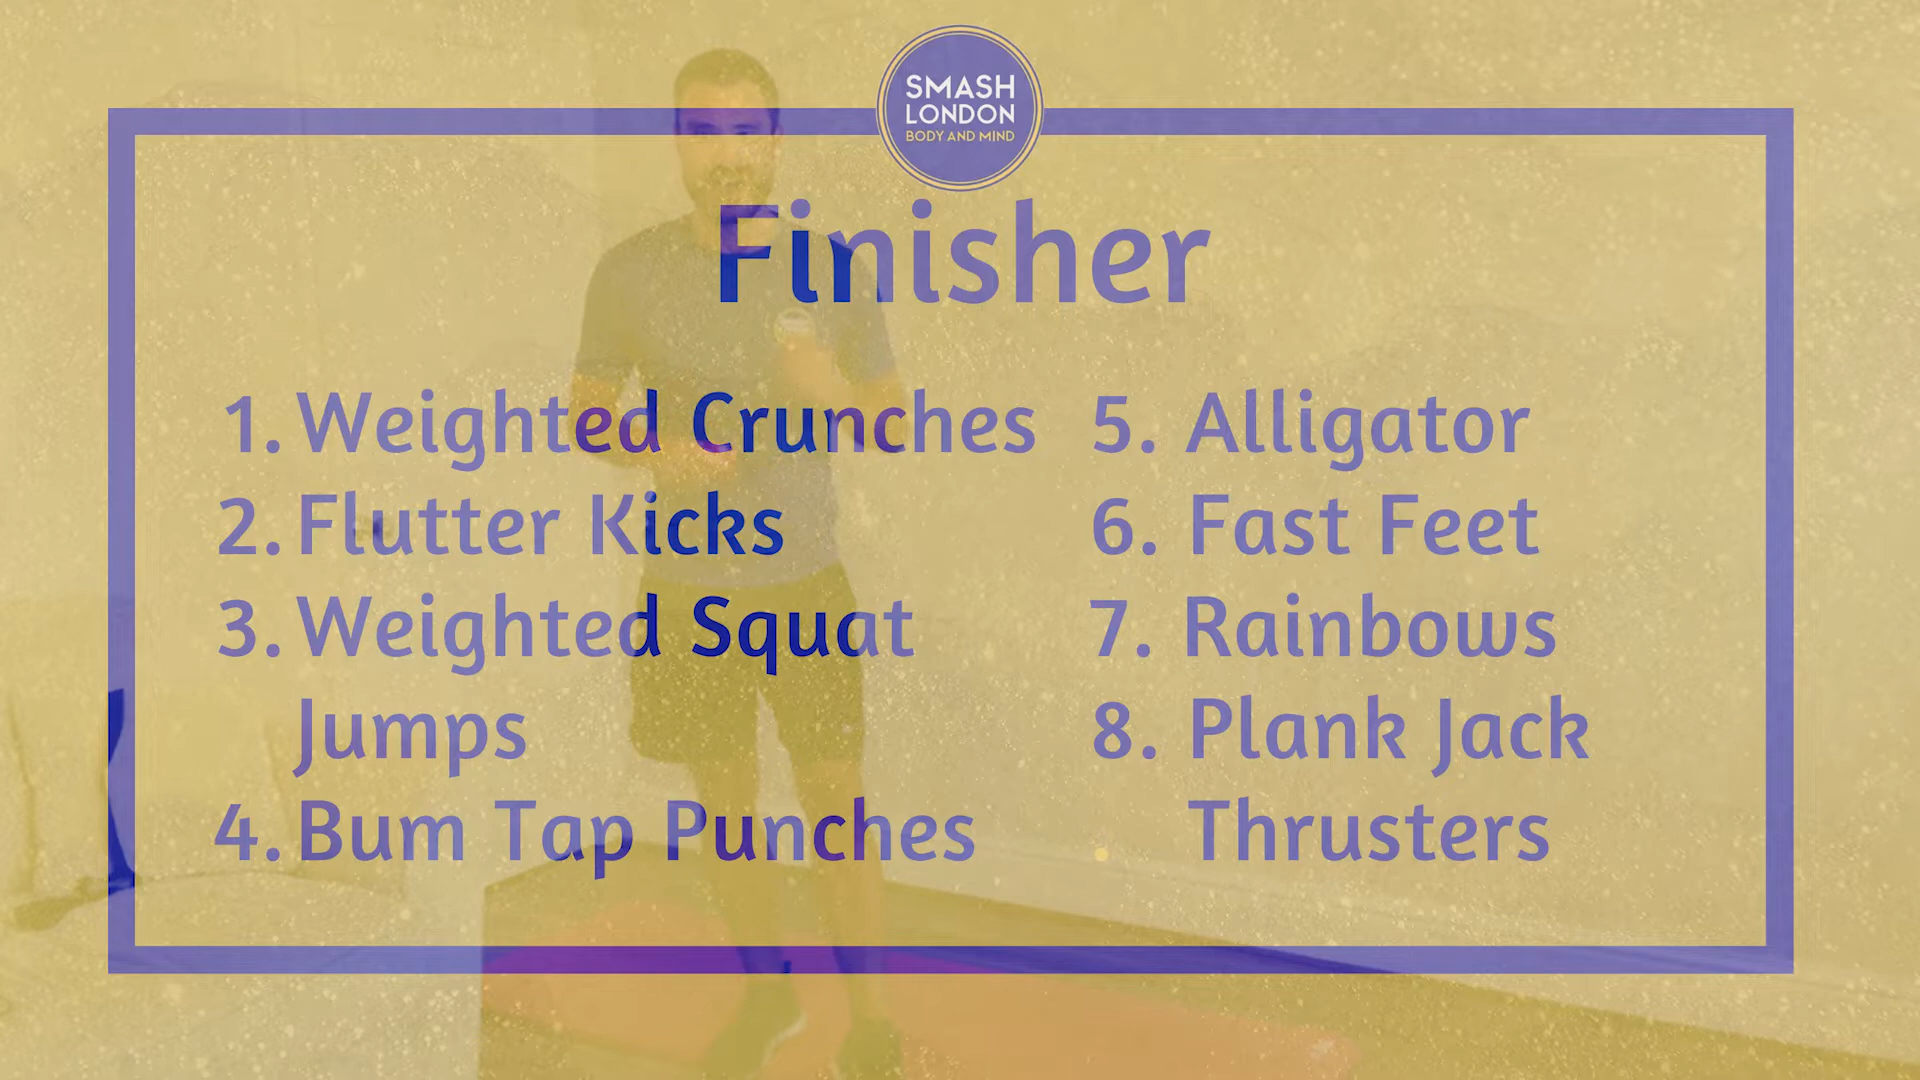 SMASH
LONDON
BODY AND MIND
Finisher
1. Weighted Crunches
2. Flutter Kicks
3. Weighted Squat
Jumps
4. Bum Tap Punches
5. Alligator
6. Fast Feet
7. Rainbows
8. Plank Jack
Thrusters